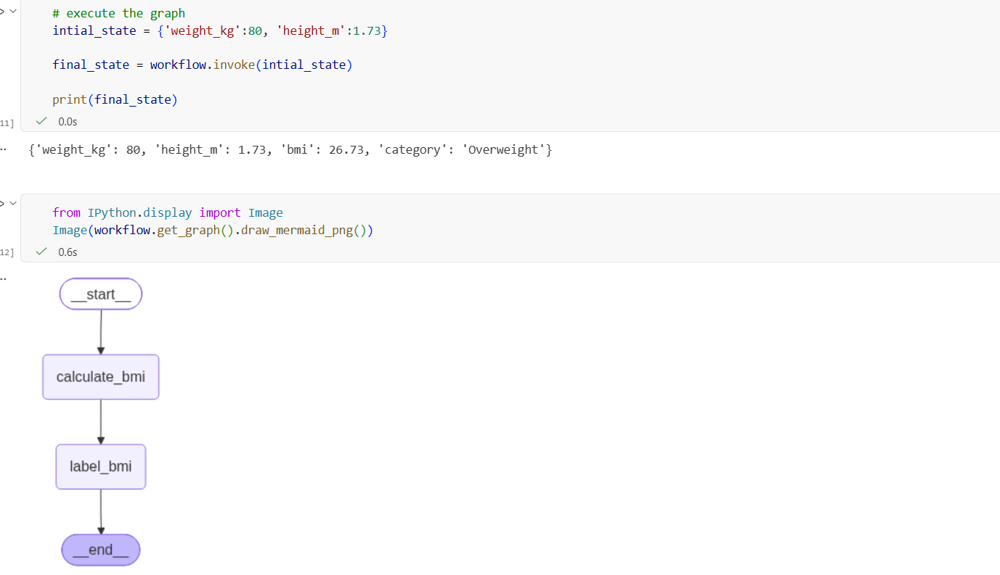 # execute the graph
intial_state = {'weight_kg':80, 'height_m':1.73}
final_state = workflow.invoke(intial_state)
print(final_state)
11]
0.0s
{'weight_kg': 80, 'height_m': 1.73, 'bmi': 26.73, 'category': 'Overweight'}
from IPython.display import Image
Image(workflow.get_graph().draw_mermaid_png())
12]
0.6s
__start__
calculate_bmi
label_bmi
__end__